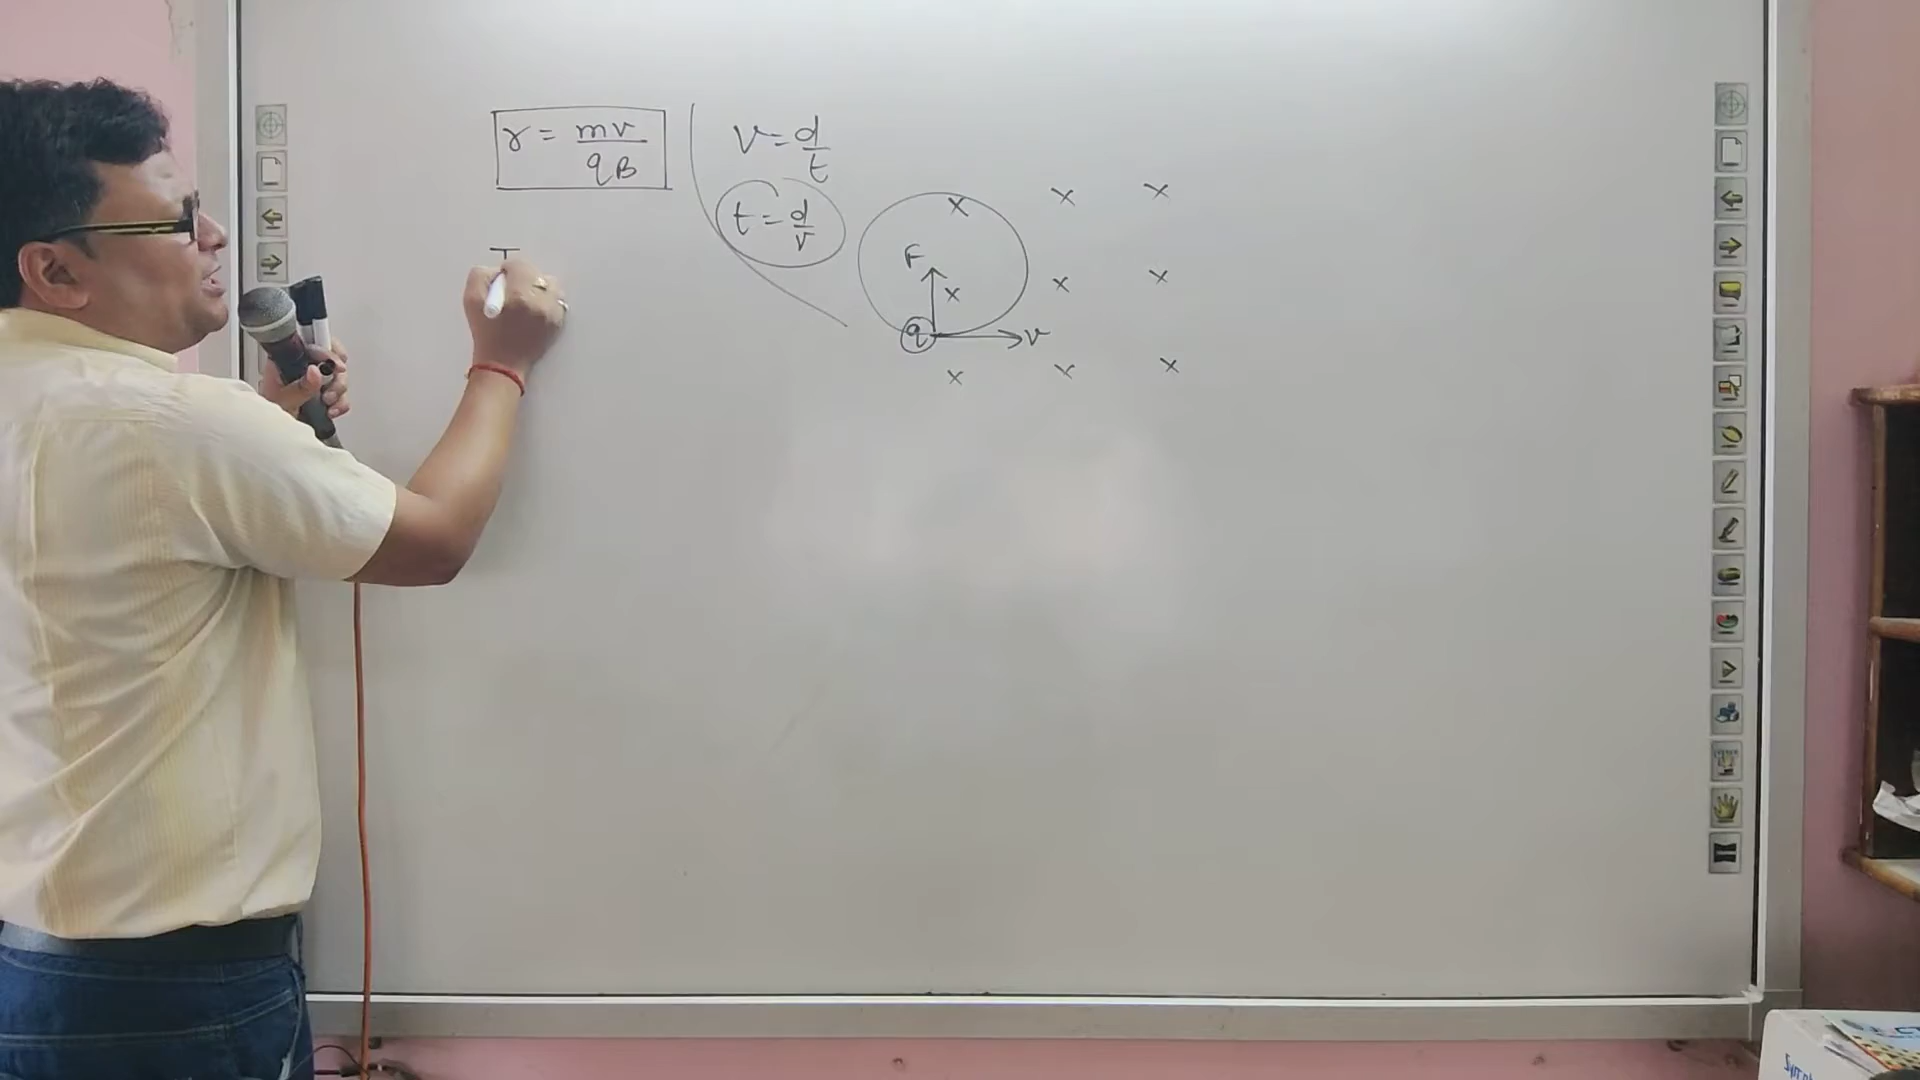 r = mv / qB
v = d / t
t = d / v
T
x x x
F
x x x
q v
x x x